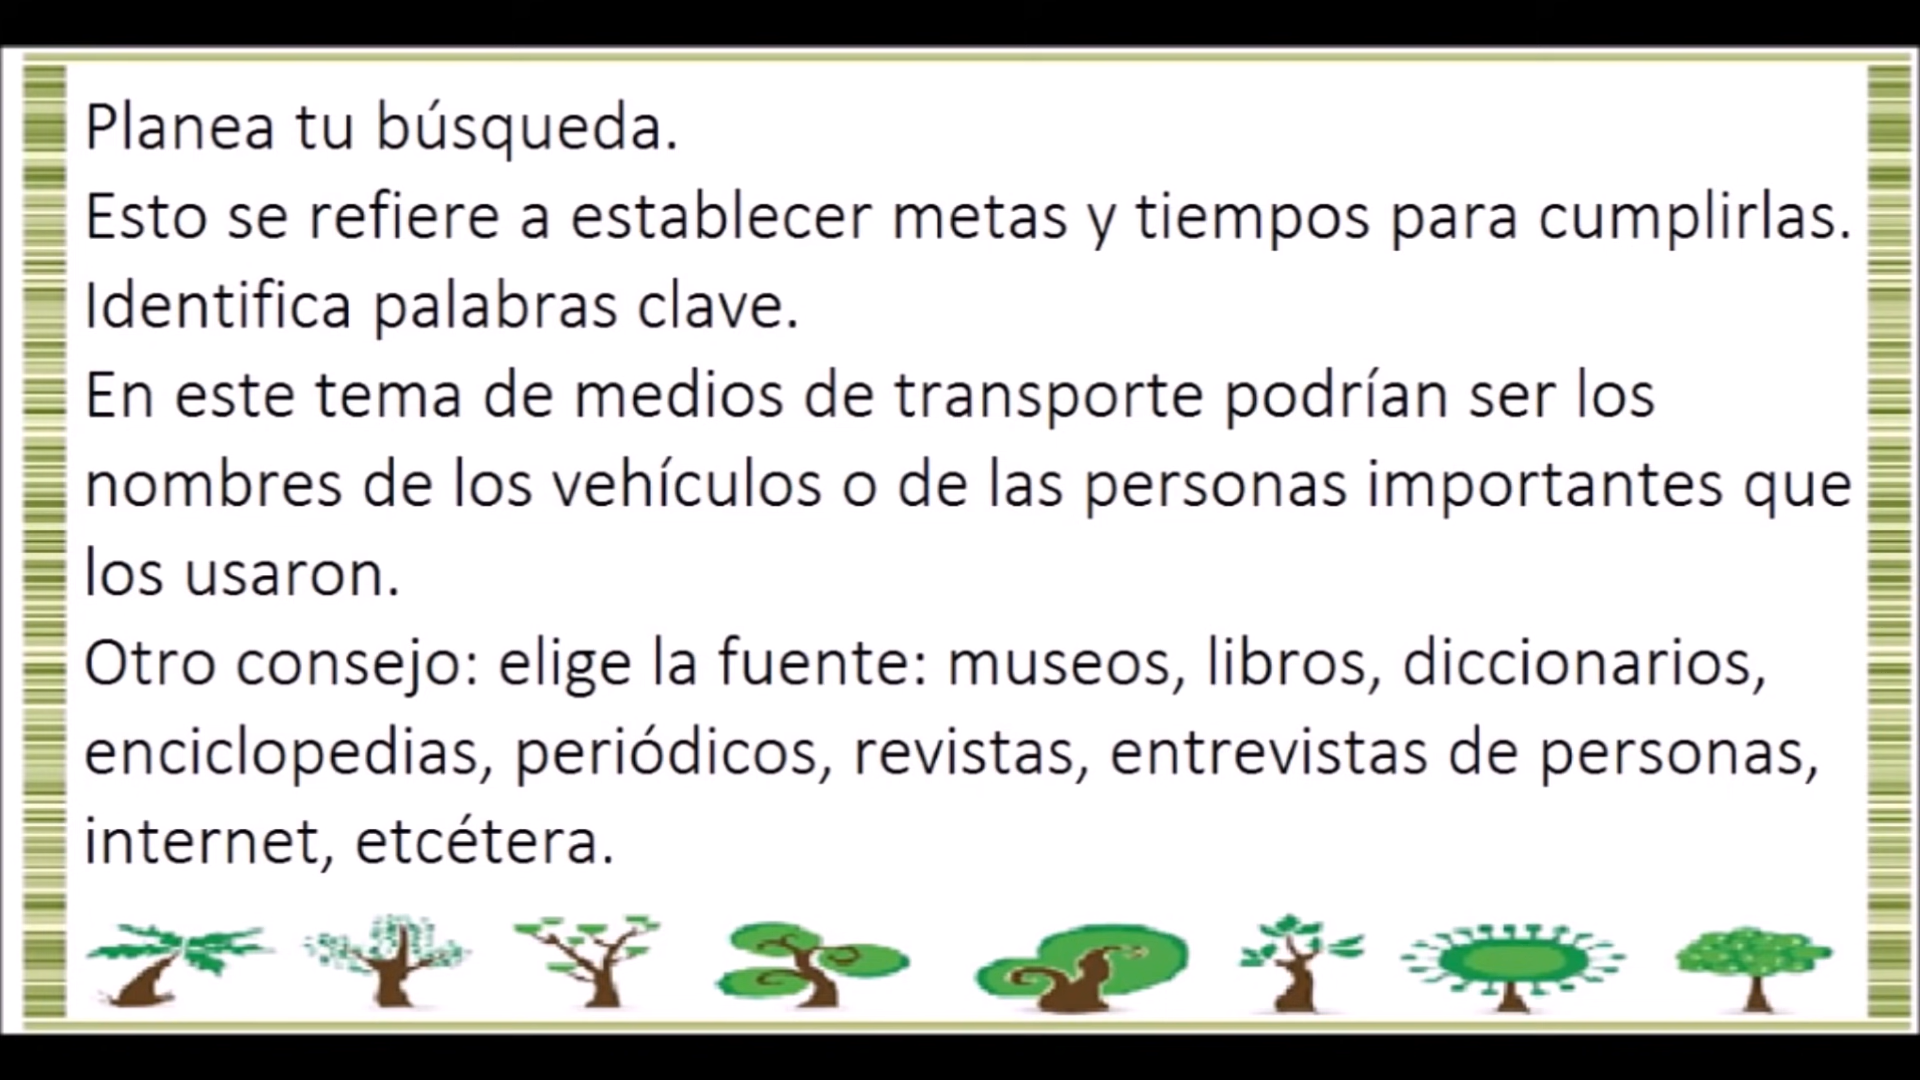 Planea tu búsqueda.
Esto se refiere a establecer metas y tiempos para cumplirlas.
Identifica palabras clave.
En este tema de medios de transporte podrían ser los
nombres de los vehículos o de las personas importantes que
los usaron.
Otro consejo: elige la fuente: museos, libros, diccionarios,
enciclopedias, periódicos, revistas, entrevistas de personas,
internet, etcétera.